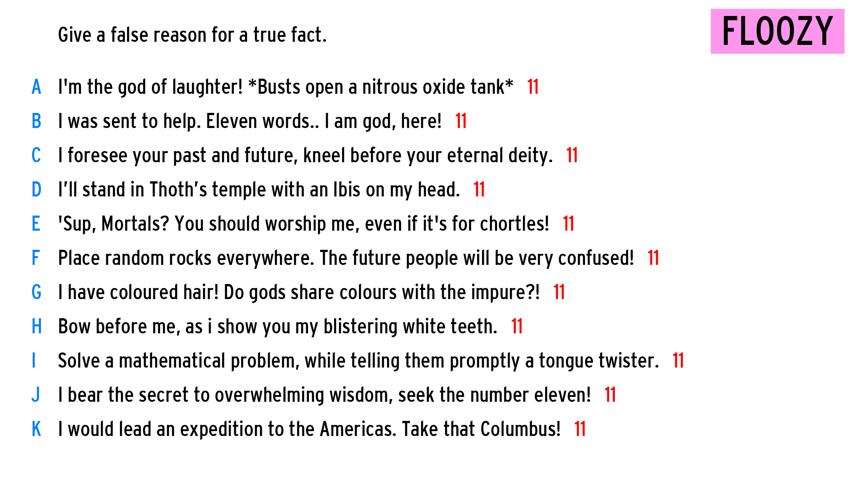 Give a false reason for a true fact.
FLOOZY
A I'm the god of laughter! *Busts open a nitrous oxide tank* 11
B I was sent to help. Eleven words.. I am god, here! 11
C I foresee your past and future, kneel before your eternal deity. 11
D I’ll stand in Thoth’s temple with an Ibis on my head. 11
E 'Sup, Mortals? You should worship me, even if it's for chortles! 11
F Place random rocks everywhere. The future people will be very confused! 11
G I have coloured hair! Do gods share colours with the impure?! 11
H Bow before me, as i show you my blistering white teeth. 11
I Solve a mathematical problem, while telling them promptly a tongue twister. 11
J I bear the secret to overwhelming wisdom, seek the number eleven! 11
K I would lead an expedition to the Americas. Take that Columbus! 11